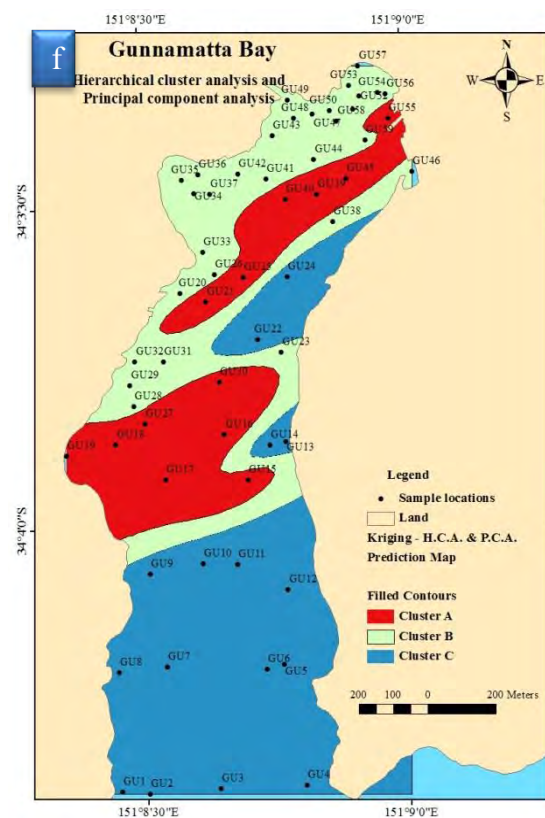 151°8'30"E
151°9'0"E
f
Gunnamatta Bay
Hierarchical cluster analysis and
Principal component analysis
N
W
E
S
GU57
GU53
GU54
GU56
GU49
GU52
GU48
GU50
GU58
GU55
GU47
GU43
GU59
GU44
GU46
GU36
GU42
GU35
GU41
GU45
GU37
GU34
GU40
GU39
GU38
34°3'30"S
GU33
GU26
GU25
GU24
GU20
GU21
GU22
GU23
GU32
GU31
GU29
GU30
GU28
GU27
GU16
GU18
GU14
GU13
GU19
GU17
GU15
Legend
Sample locations
Land
Kriging - H.C.A. & P.C.A.
Prediction Map
34°4'0"S
GU10
GU11
GU9
GU12
Filled Contours
Cluster A
Cluster B
Cluster C
GU7
GU6
GU8
GU5
200
100
0
200 Meters
GU1
GU2
GU3
GU4
151°8'30"E
151°9'0"E